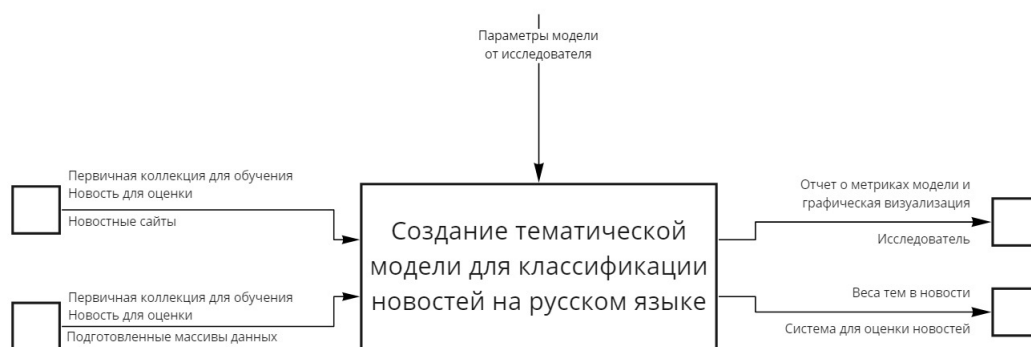 Параметры модели
от исследователя
Первичная коллекция для обучения
Новость для оценки
Новостные сайты
Первичная коллекция для обучения
Новость для оценки
Подготовленные массивы данных
Создание тематической
модели для классификации
новостей на русском языке
Отчет о метриках модели и
графическая визуализация
Исследователь
Веса тем в новости
Система для оценки новостей